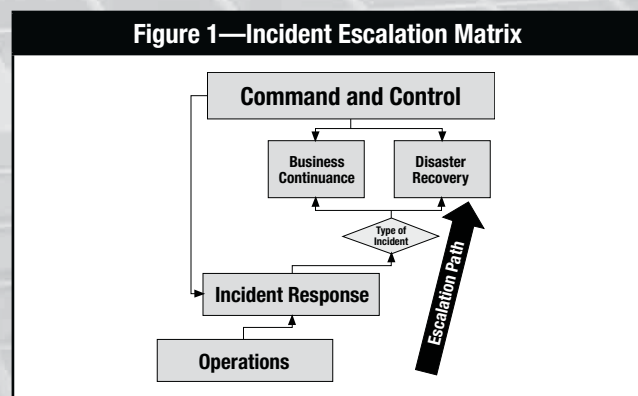 Figure 1—Incident Escalation Matrix
Command and Control
Business
Continuance
Disaster
Recovery
Type of
Incident
Escalation Path
Incident Response
Operations